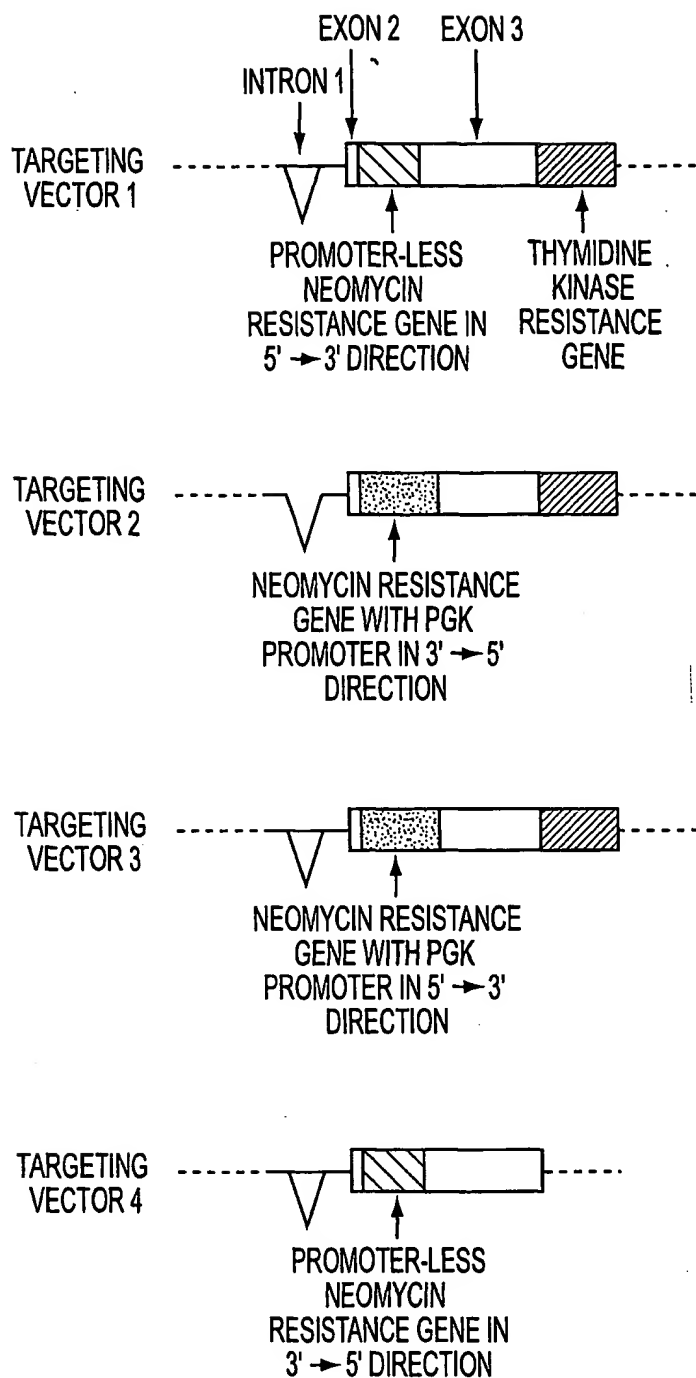 EXON 2
EXON 3
INTRON 1
TARGETING
VECTOR 1
PROMOTER-LESS
NEOMYCIN
RESISTANCE GENE IN
5' → 3' DIRECTION
THYMIDINE
KINASE
RESISTANCE
GENE
TARGETING
VECTOR 2
NEOMYCIN RESISTANCE
GENE WITH PGK
PROMOTER IN 3' → 5'
DIRECTION
TARGETING
VECTOR 3
NEOMYCIN RESISTANCE
GENE WITH PGK
PROMOTER IN 5' → 3'
DIRECTION
TARGETING
VECTOR 4
PROMOTER-LESS
NEOMYCIN
RESISTANCE GENE IN
3' → 5' DIRECTION